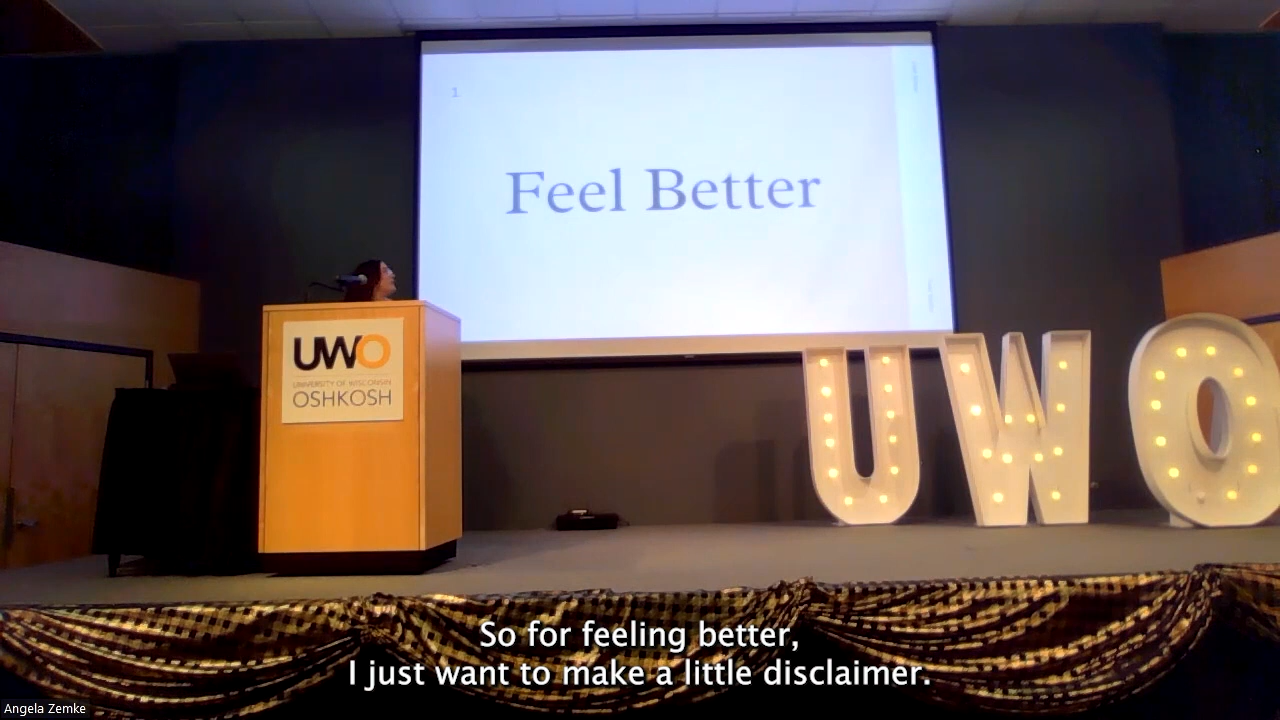 1
Feel Better
UWO
UNIVERSITY OF WISCONSIN
OSHKOSH
UWO
So for feeling better,
I just want to make a little disclaimer.
Angela Zemke